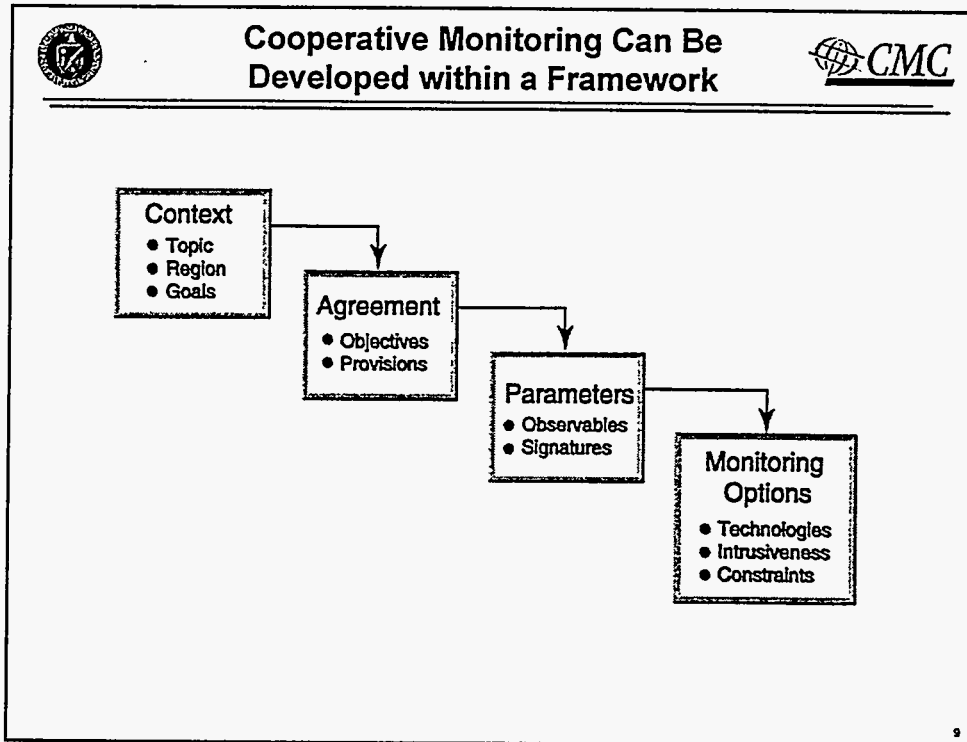 Cooperative Monitoring Can Be
Developed within a Framework
CMC
Context
● Topic
● Region
● Goals
Agreement
● Objectives
● Provisions
Parameters
● Observables
● Signatures
Monitoring
Options
● Technologies
● Intrusiveness
● Constraints
9